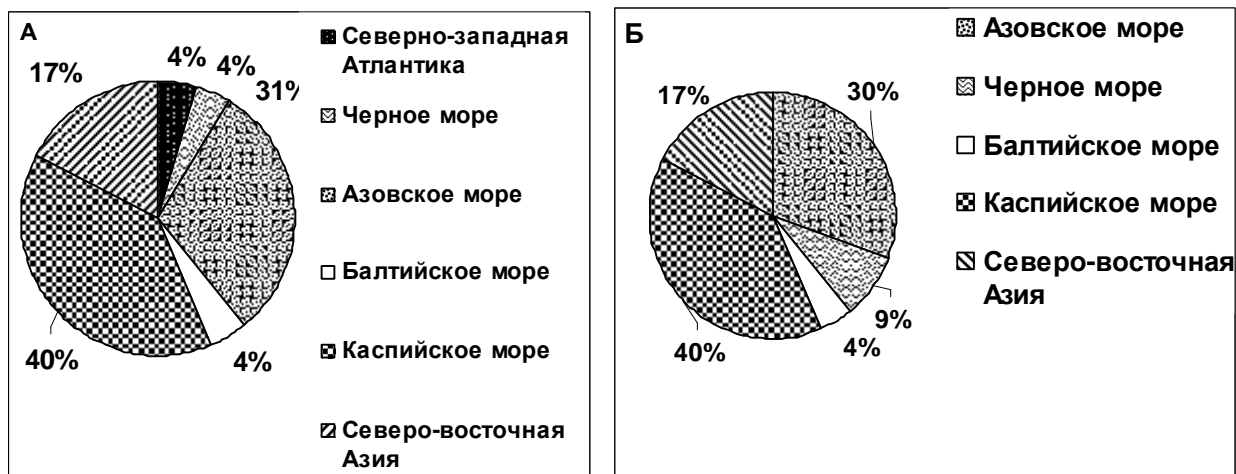 А
17%
4%
4%
31%
40%
4%
Северно-западная
Атлантика
Черное море
Азовское море
Балтийское море
Каспийское море
Северо-восточная
Азия
Б
17%
30%
9%
4%
40%
Азовское море
Черное море
Балтийское море
Каспийское море
Северо-восточная
Азия